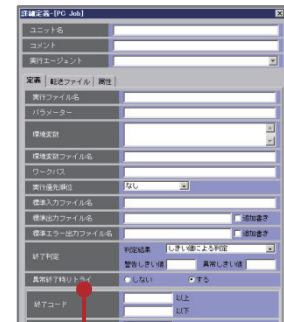 詳細定義-[PC Job]
ユニット名
コメント
実行エージェント
定義 転送ファイル 属性
実行ファイル名
パラメーター
環境変数
環境変数ファイル名
ワークパス
実行優先順位 なし
標準入力ファイル名
標準出力ファイル名 追加書き
標準エラー出力ファイル名 追加書き
終了判定 判定結果 しきい値による判定
警告しきい値 異常しきい値
異常終了時リトライ しない する
終了コード 以上
以下